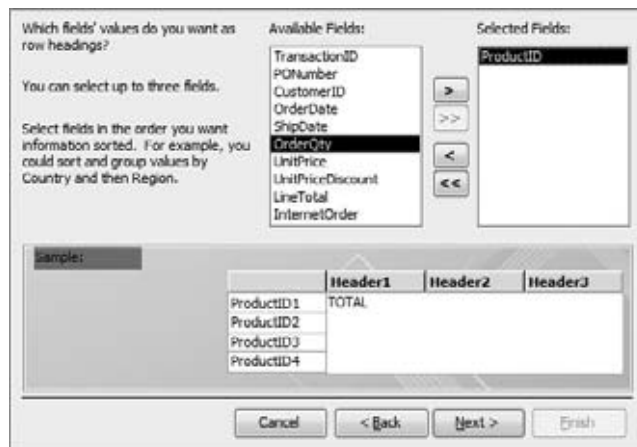 Which fields' values do you want as
row headings?
You can select up to three fields.
Select fields in the order you want
information sorted. For example, you
could sort and group values by
Country and then Region.
Available Fields:
TransactionID
PONumber
CustomerID
OrderDate
ShipDate
OrderQty
UnitPrice
UnitPriceDiscount
LineTotal
InternetOrder
>
>>
<
<<
Selected Fields:
ProductID
Sample:
Header1 Header2 Header3
ProductID1 TOTAL
ProductID2
ProductID3
ProductID4
Cancel < Back Next > Finish